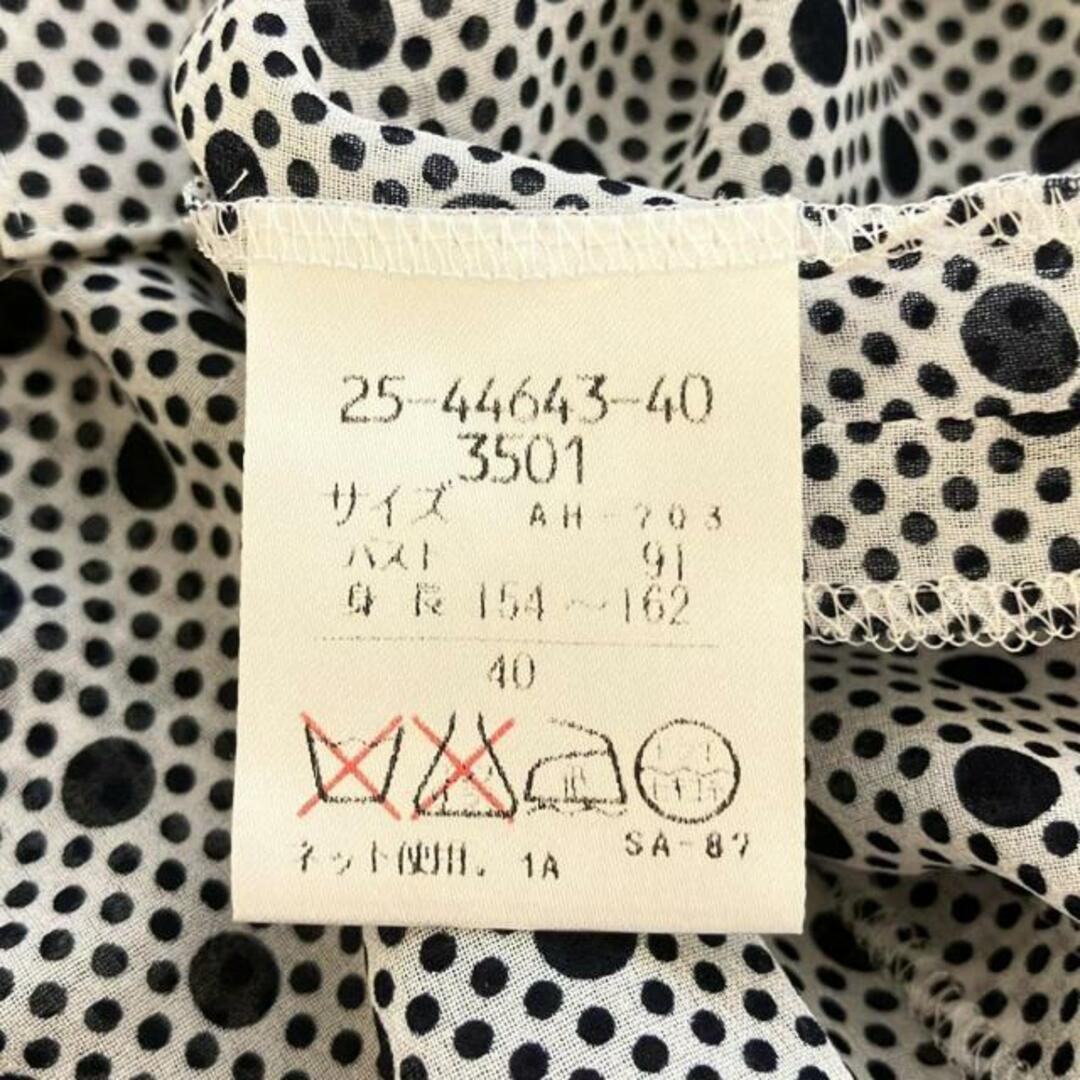 25-44643-40
3501
サイズ AH-703
バスト 91
身長 154～162
40
ネット使用. 1A
SA-87